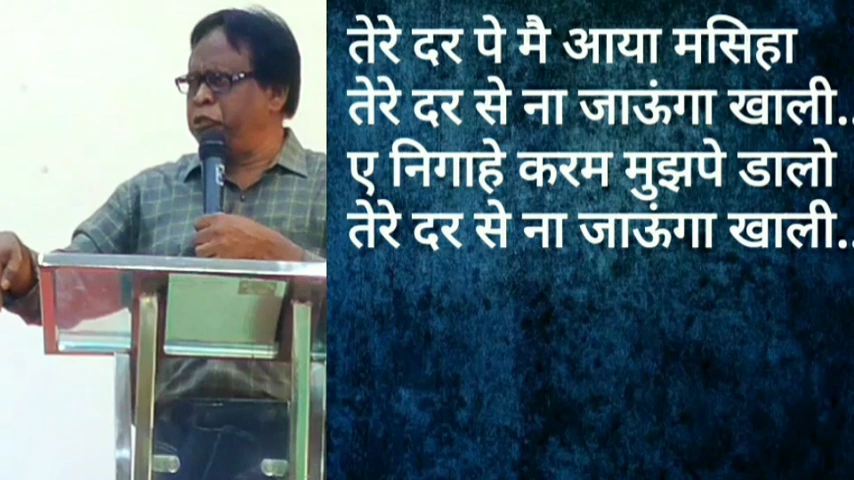 तेरे दर पे मै आया मसिहा
तेरे दर से ना जाऊंगा खाली..
ए निगाहे करम मुझपे डालो
तेरे दर से ना जाऊंगा खाली..